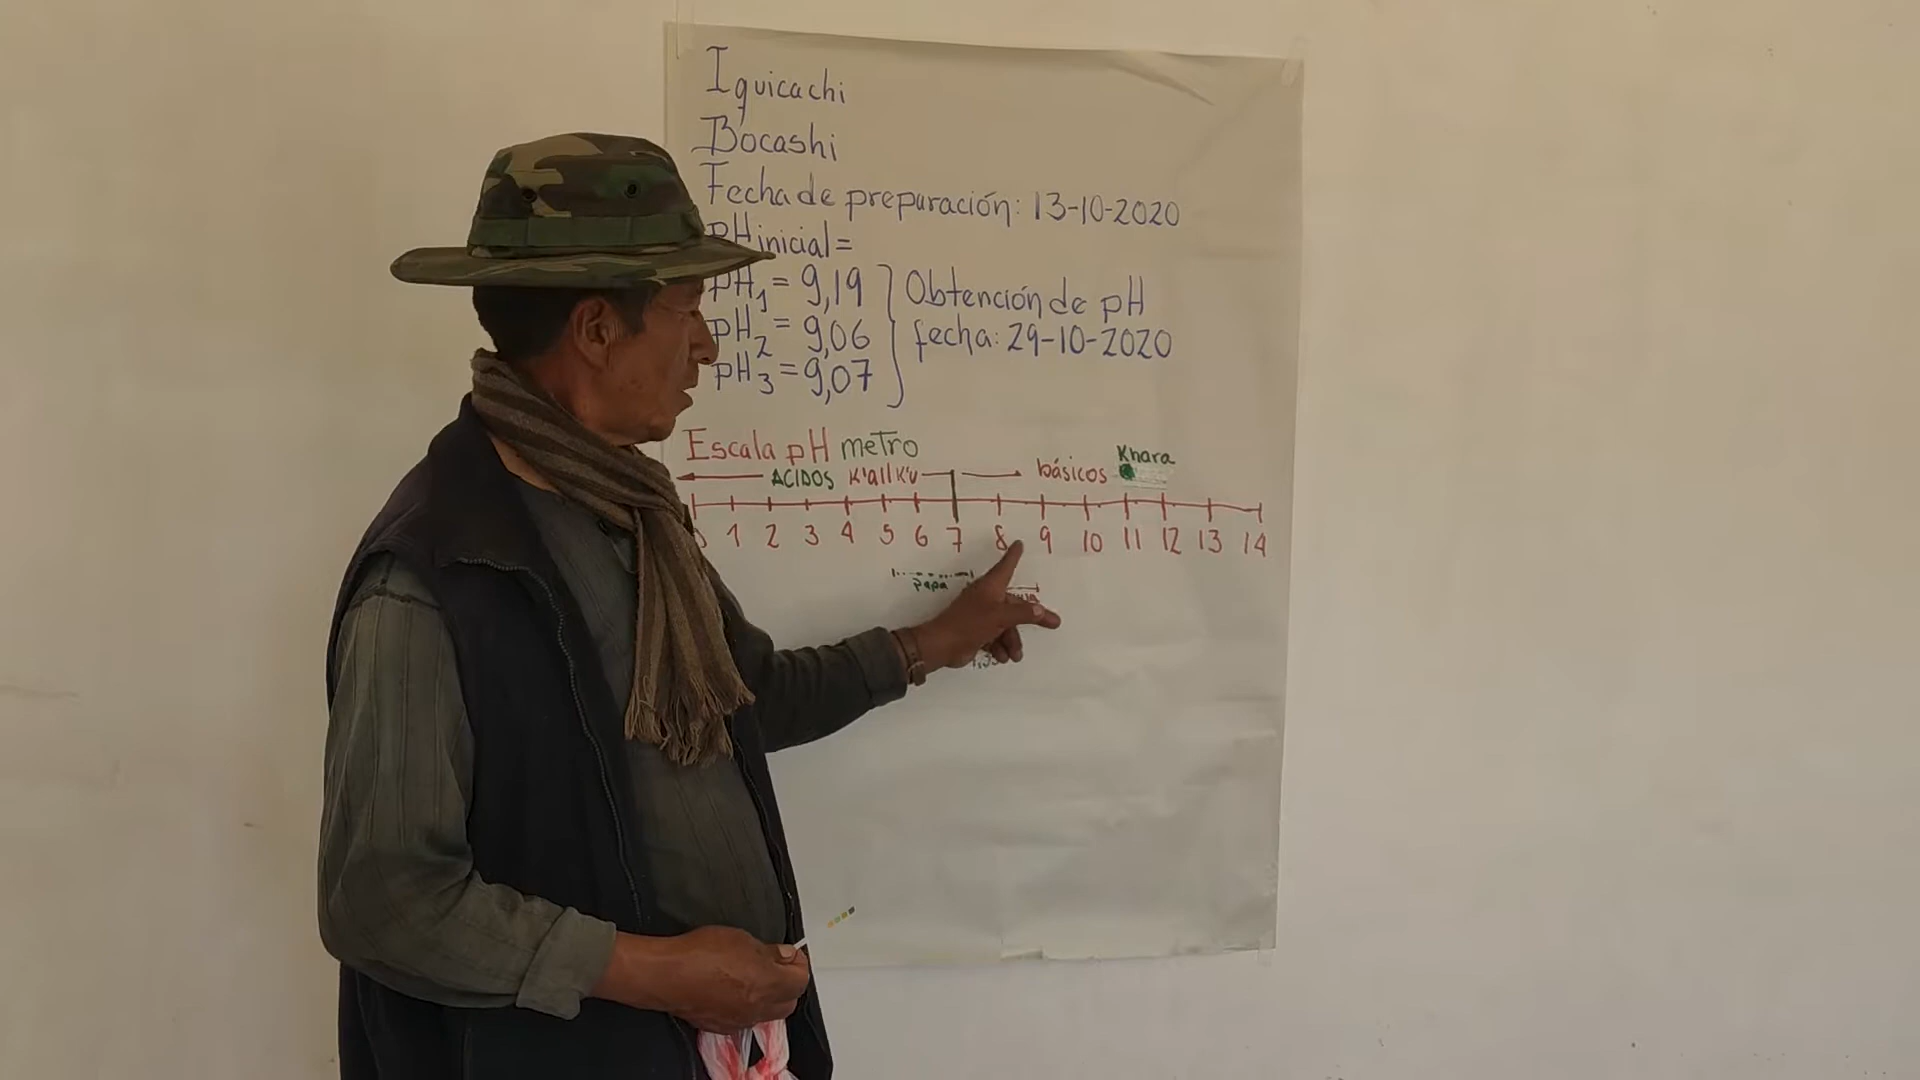 Iquicachi
Bocashi
Fecha de preparación: 13-10-2020
pH inicial =
pH1 = 9,19
pH2 = 9,06
pH3 = 9,07
Obtención de pH
fecha: 29-10-2020
Escala pH metro
ACIDOS K'allK'u básicos Khara
1 2 3 4 5 6 7 8 9 10 11 12 13 14
papa